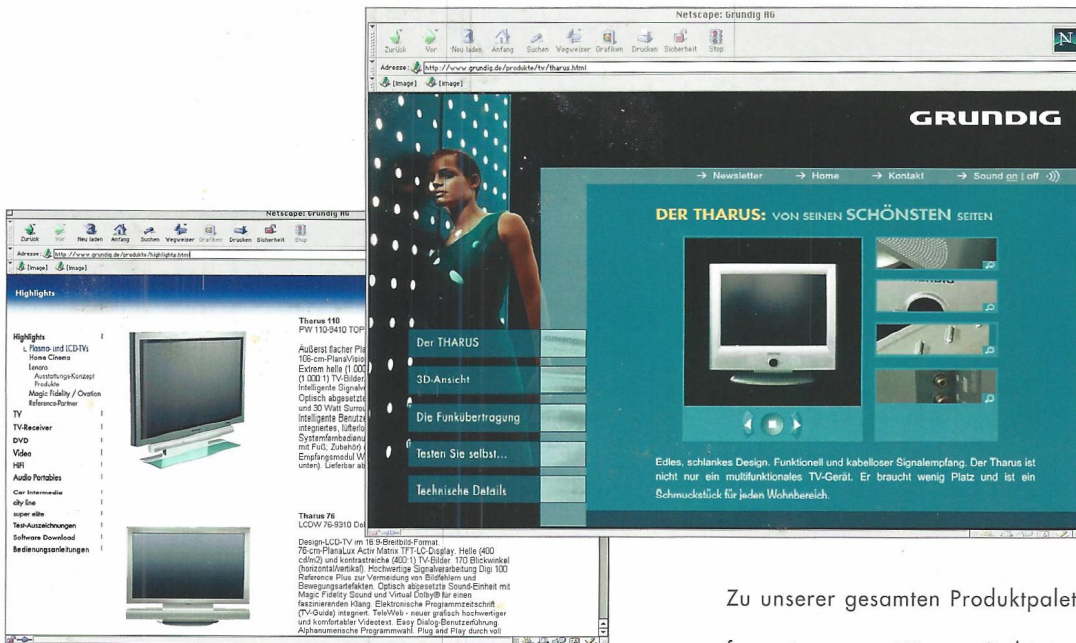 Netscape: Grundig AG
Zurück Vor Neu laden Anfang Suchen Wegweiser Grafiken Drucken Sicherheit Stop
N
Adresse: http://www.grundig.de/produkte/tv/tharus.html
[Image] [Image]
GRUNDIG
→ Newsletter → Home → Kontakt → Sound on | off
DER THARUS: VON SEINEN SCHÖNSTEN SEITEN
Der THARUS
3D-Ansicht
Die Funkübertragung
Testen Sie selbst...
Technische Details
Edles, schlankes Design. Funktionell und kabelloser Signalempfang. Der Tharus ist
nicht nur ein multifunktionales TV-Gerät. Er braucht wenig Platz und ist ein
Schmuckstück für jeden Wohnbereich.
Netscape: Grundig AG
Zurück Vor Neu laden Anfang Suchen Wegweiser Grafiken Drucken Sicherheit Stop
Adresse: http://www.grundig.de/produkte/highlights.html
[Image] [Image]
Highlights
Highlights
Plasma- und LCD-TVs
Home Cinema
Lenaro
Ausstattungs-Konzept
Produkte
Magic Fidelity / Ovation
Reference-Partner
TV
TV-Receiver
DVD
Video
HiFi
Audio Portables
Car Intermedia
city line
super elite
Test-Auszeichnungen
Software Download
Bedienungsanleitungen
Tharus 110
PW 110-9410 TOP
Äußerst flacher
106-cm-PlanaVisio
Extrem helle (1.000
(1.000:1) TV-Bilder.
Intelligente
Optisch abgesetzte
und 30 Watt
Intelligente
integriertes,
mit Fuß; Zubehör)
Empfangsmodul W
unten). Lieferbar ab
Tharus 76
LCDW 76-9310
Design-LCD-TV im 16:9-Breitbild-Format.
76-cm-PlanaLux Activ Matrix TFT-LC-Display. Helle (400
cd/m2) und kontrastreiche (400:1) TV-Bilder. 170 Blickwinkel
(horizontal/vertikal). Hochwertige Signalverarbeitung Digi 100
Reference Plus zur Vermeidung von Bildfehlern und
Bewegungsartefakten. Optisch abgesetzte Sound-Einheit mit
Magic Fidelity Sound und Virtual Dolby® für einen
faszinierenden Klang. Elektronische Programmzeitschrift
(TV-Guide) integriert. TeleWeb - neuer grafisch hochwertiger
und komfortabler Videotext. Easy Dialog-Benutzerführung.
Alphanumerische Programmwahl. Plug and Play durch voll
Zu unserer gesamten Produktpalet